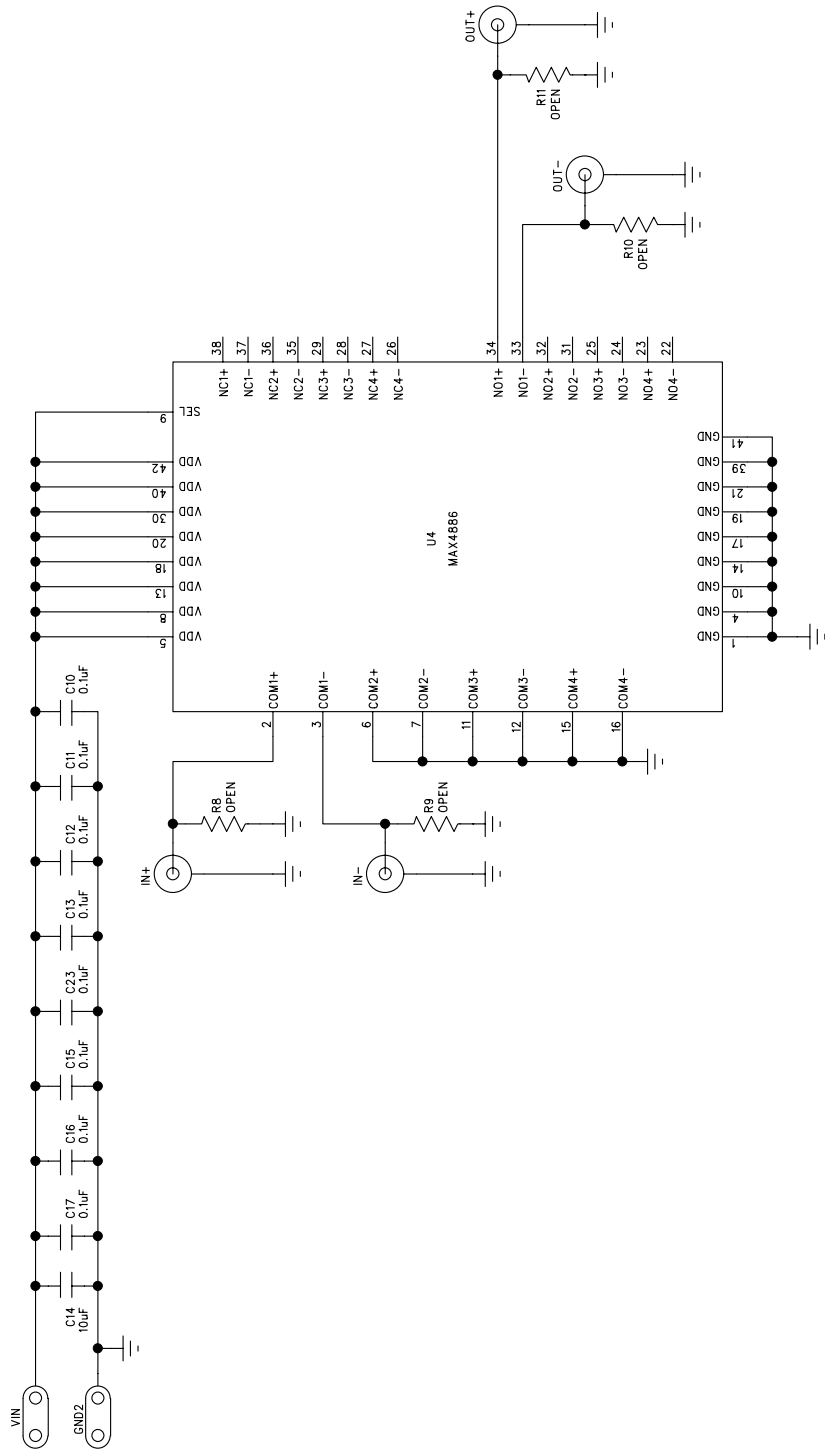 OUT+
R11
OPEN
OUT-
R10
OPEN
38
37
36
35
29
28
27
26
34
33
32
31
25
24
23
22
NC1+
NC1-
NC2+
NC2-
NC3+
NC3-
NC4+
NC4-
NO1+
NO1-
NO2+
NO2-
NO3+
NO3-
NO4+
NO4-
9 SEL
42 VDD
40 VDD
30 VDD
20 VDD
18 VDD
13 VDD
8 VDD
5 VDD
GND 41
GND 39
GND 21
GND 19
GND 17
GND 14
GND 10
GND 4
GND 1
U4
MAX4886
COM1+
COM1-
COM2+
COM2-
COM3+
COM3-
COM4+
COM4-
2
3
6
7
11
12
15
16
C10
0.1uF
C11
0.1uF
C12
0.1uF
C13
0.1uF
C23
0.1uF
C15
0.1uF
C16
0.1uF
C17
0.1uF
C14
10uF
R8
OPEN
R9
OPEN
IN+
IN-
VIN
GND2